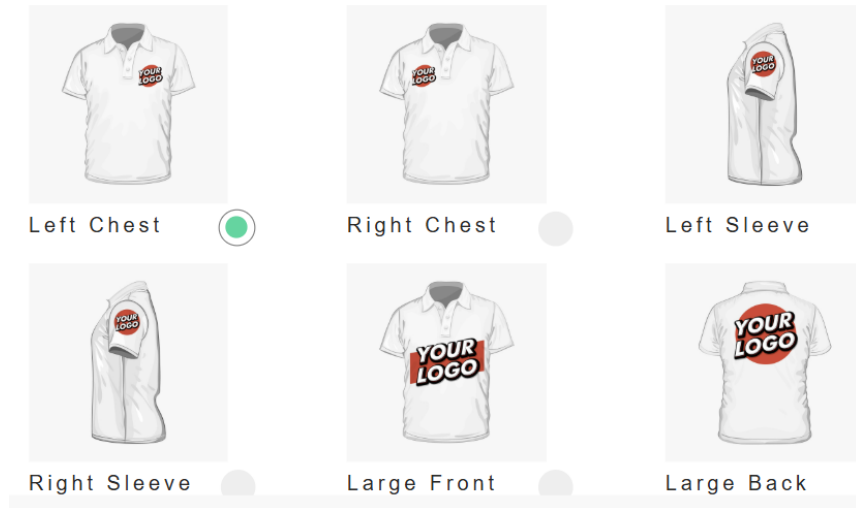 YOUR
LOGO
YOUR
LOGO
YOUR
LOGO
Left Chest
Right Chest
Left Sleeve
YOUR
LOGO
YOUR
LOGO
YOUR
LOGO
Right Sleeve
Large Front
Large Back